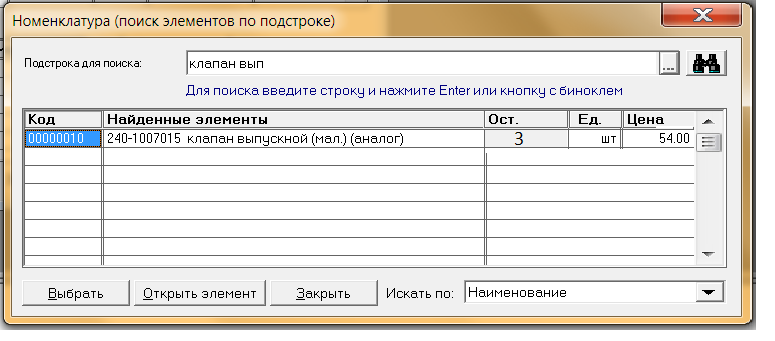 Номенклатура (поиск элементов по подстроке)
Подстрока для поиска: клапан вып ...
Для поиска введите строку и нажмите Enter или кнопку с биноклем
Код Найденные элементы Ост. Ед. Цена
00000010 240-1007015 клапан выпускной (мал.) (аналог) 3 шт 54.00
Выбрать Открыть элемент Закрыть Искать по: Наименование